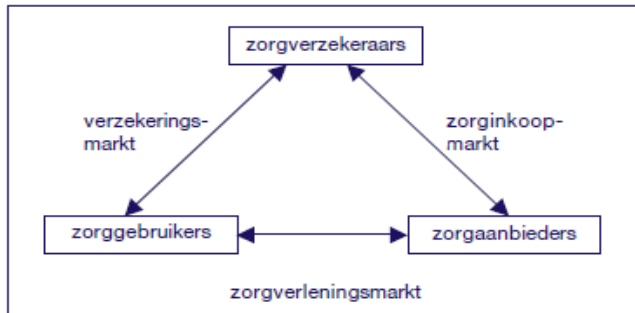 zorgverzekeraars
verzekerings-
markt
zorginkoop-
markt
zorggebruikers
zorgaanbieders
zorgverleningsmarkt